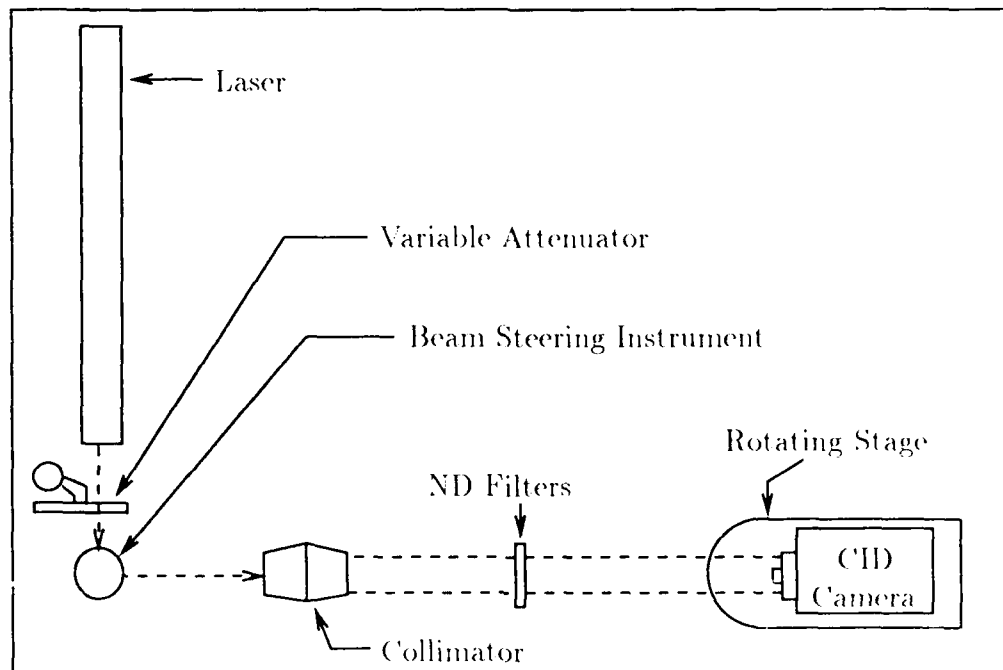 Laser
Variable Attenuator
Beam Steering Instrument
Rotating Stage
ND Filters
CID
Camera
Collimator